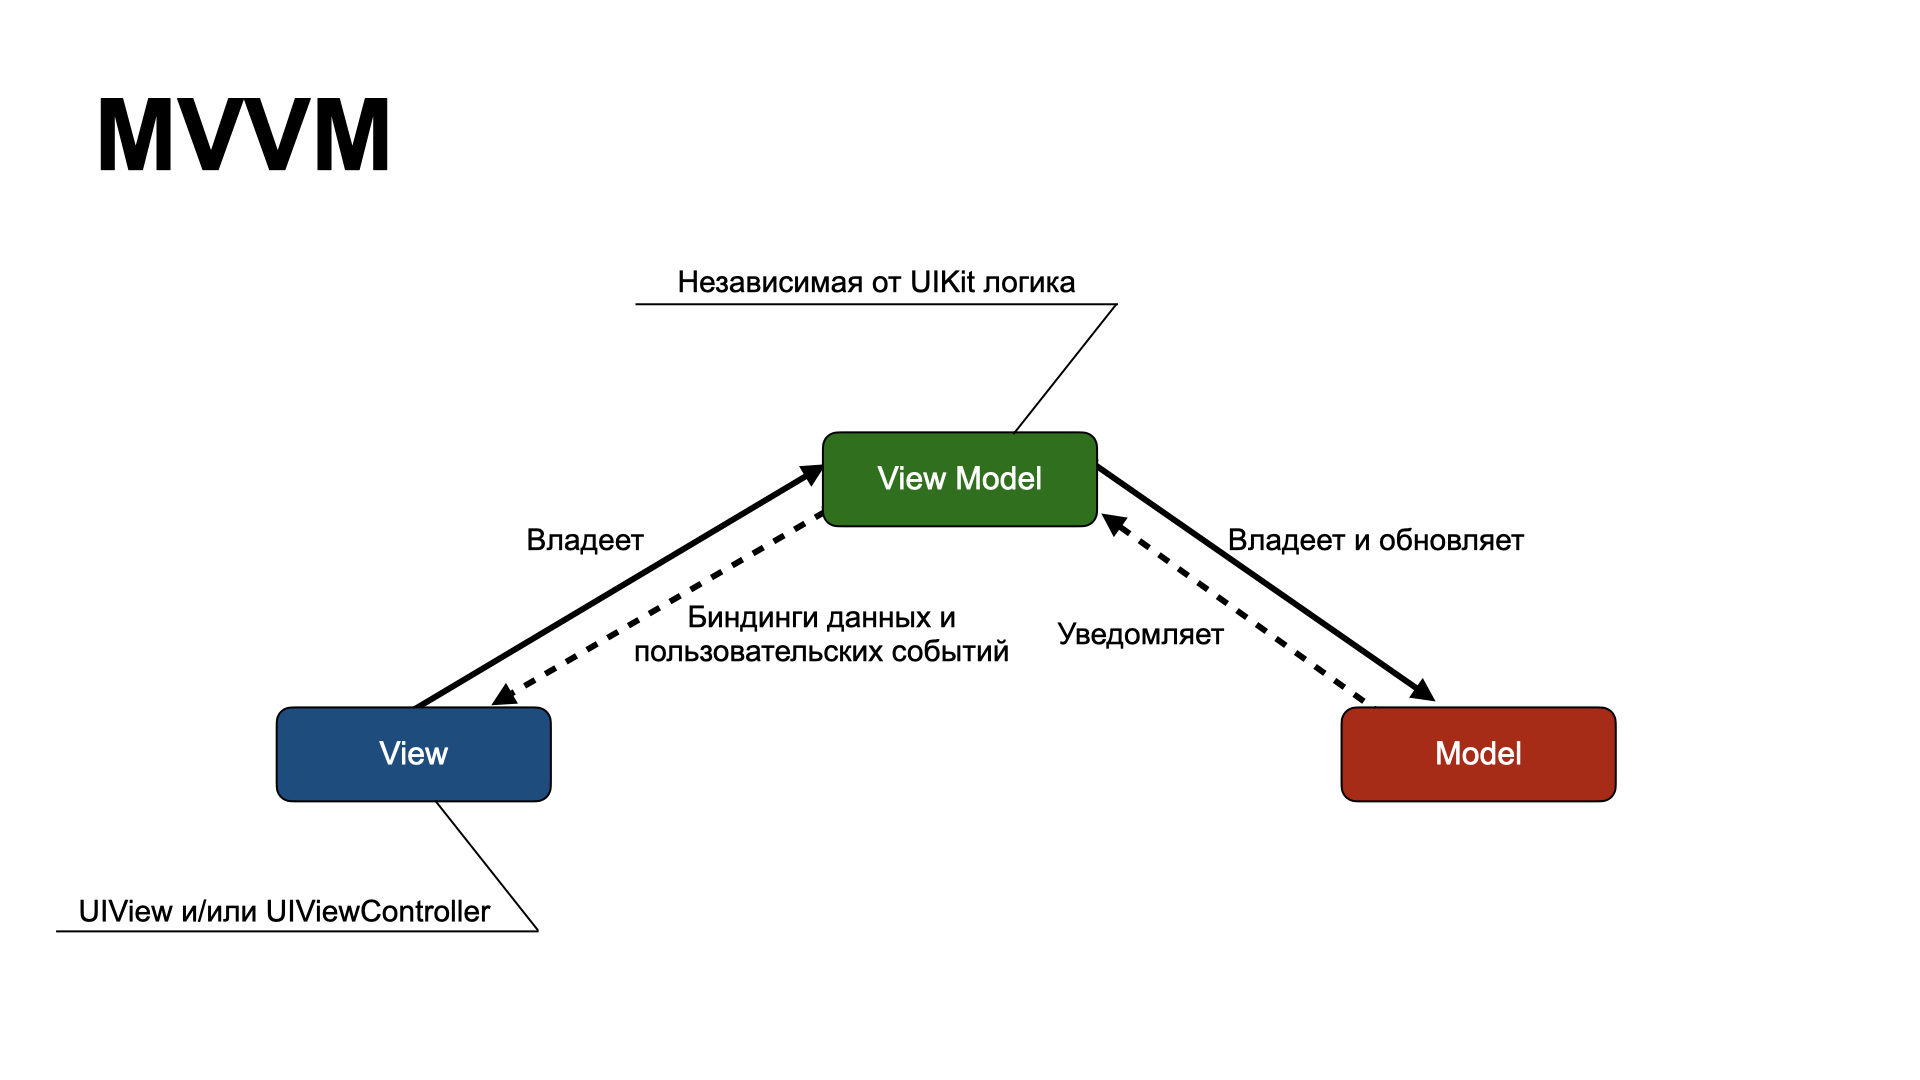 MVVM
Независимая от UIKit логика
View Model
Владеет
Владеет и обновляет
Биндинги данных и
пользовательских событий
Уведомляет
View
Model
UIView и/или UIViewController